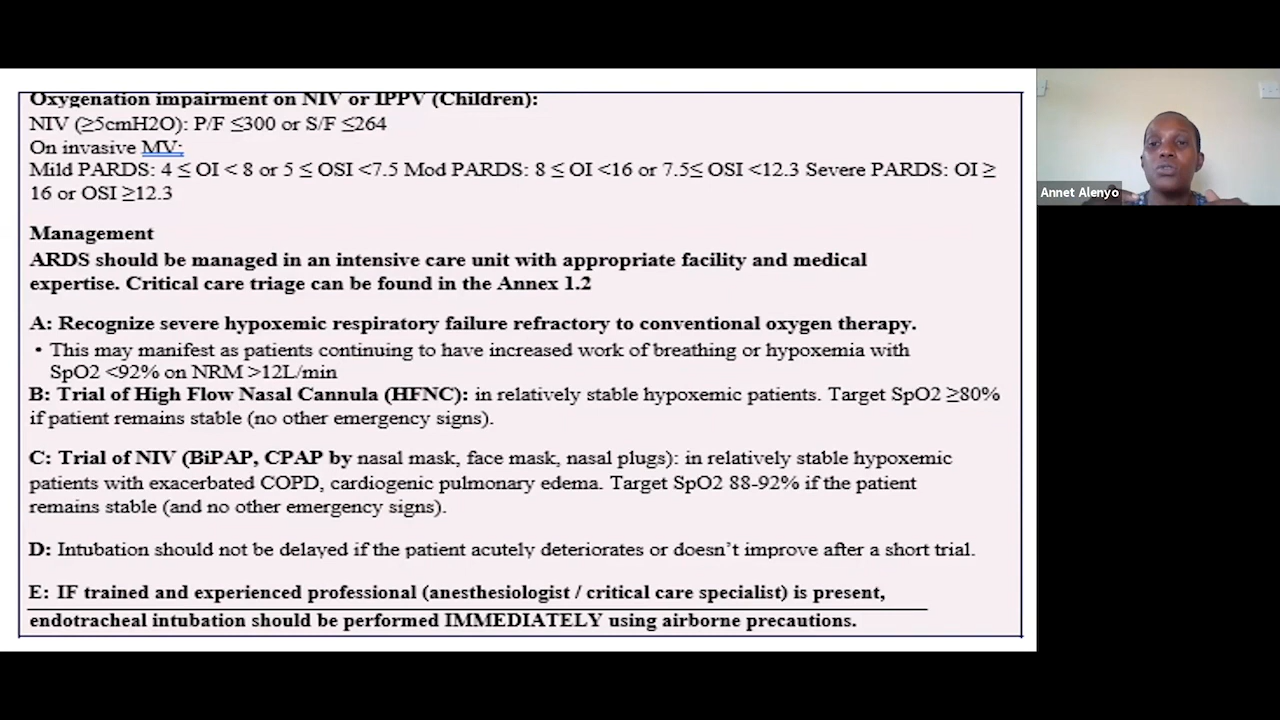 Oxygenation impairment on NIV or IPPV (Children):
NIV (≥5cmH2O): P/F ≤300 or S/F ≤264
On invasive MV:
Mild PARDS: 4 ≤ OI < 8 or 5 ≤ OSI <7.5 Mod PARDS: 8 ≤ OI <16 or 7.5≤ OSI <12.3 Severe PARDS: OI ≥
16 or OSI ≥12.3
Management
ARDS should be managed in an intensive care unit with appropriate facility and medical
expertise. Critical care triage can be found in the Annex 1.2
A: Recognize severe hypoxemic respiratory failure refractory to conventional oxygen therapy.
• This may manifest as patients continuing to have increased work of breathing or hypoxemia with
SpO2 <92% on NRM >12L/min
B: Trial of High Flow Nasal Cannula (HFNC): in relatively stable hypoxemic patients. Target SpO2 ≥80%
if patient remains stable (no other emergency signs).
C: Trial of NIV (BiPAP, CPAP by nasal mask, face mask, nasal plugs): in relatively stable hypoxemic
patients with exacerbated COPD, cardiogenic pulmonary edema. Target SpO2 88-92% if the patient
remains stable (and no other emergency signs).
D: Intubation should not be delayed if the patient acutely deteriorates or doesn't improve after a short trial.
E: IF trained and experienced professional (anesthesiologist / critical care specialist) is present,
endotracheal intubation should be performed IMMEDIATELY using airborne precautions.
Annet Alenyo